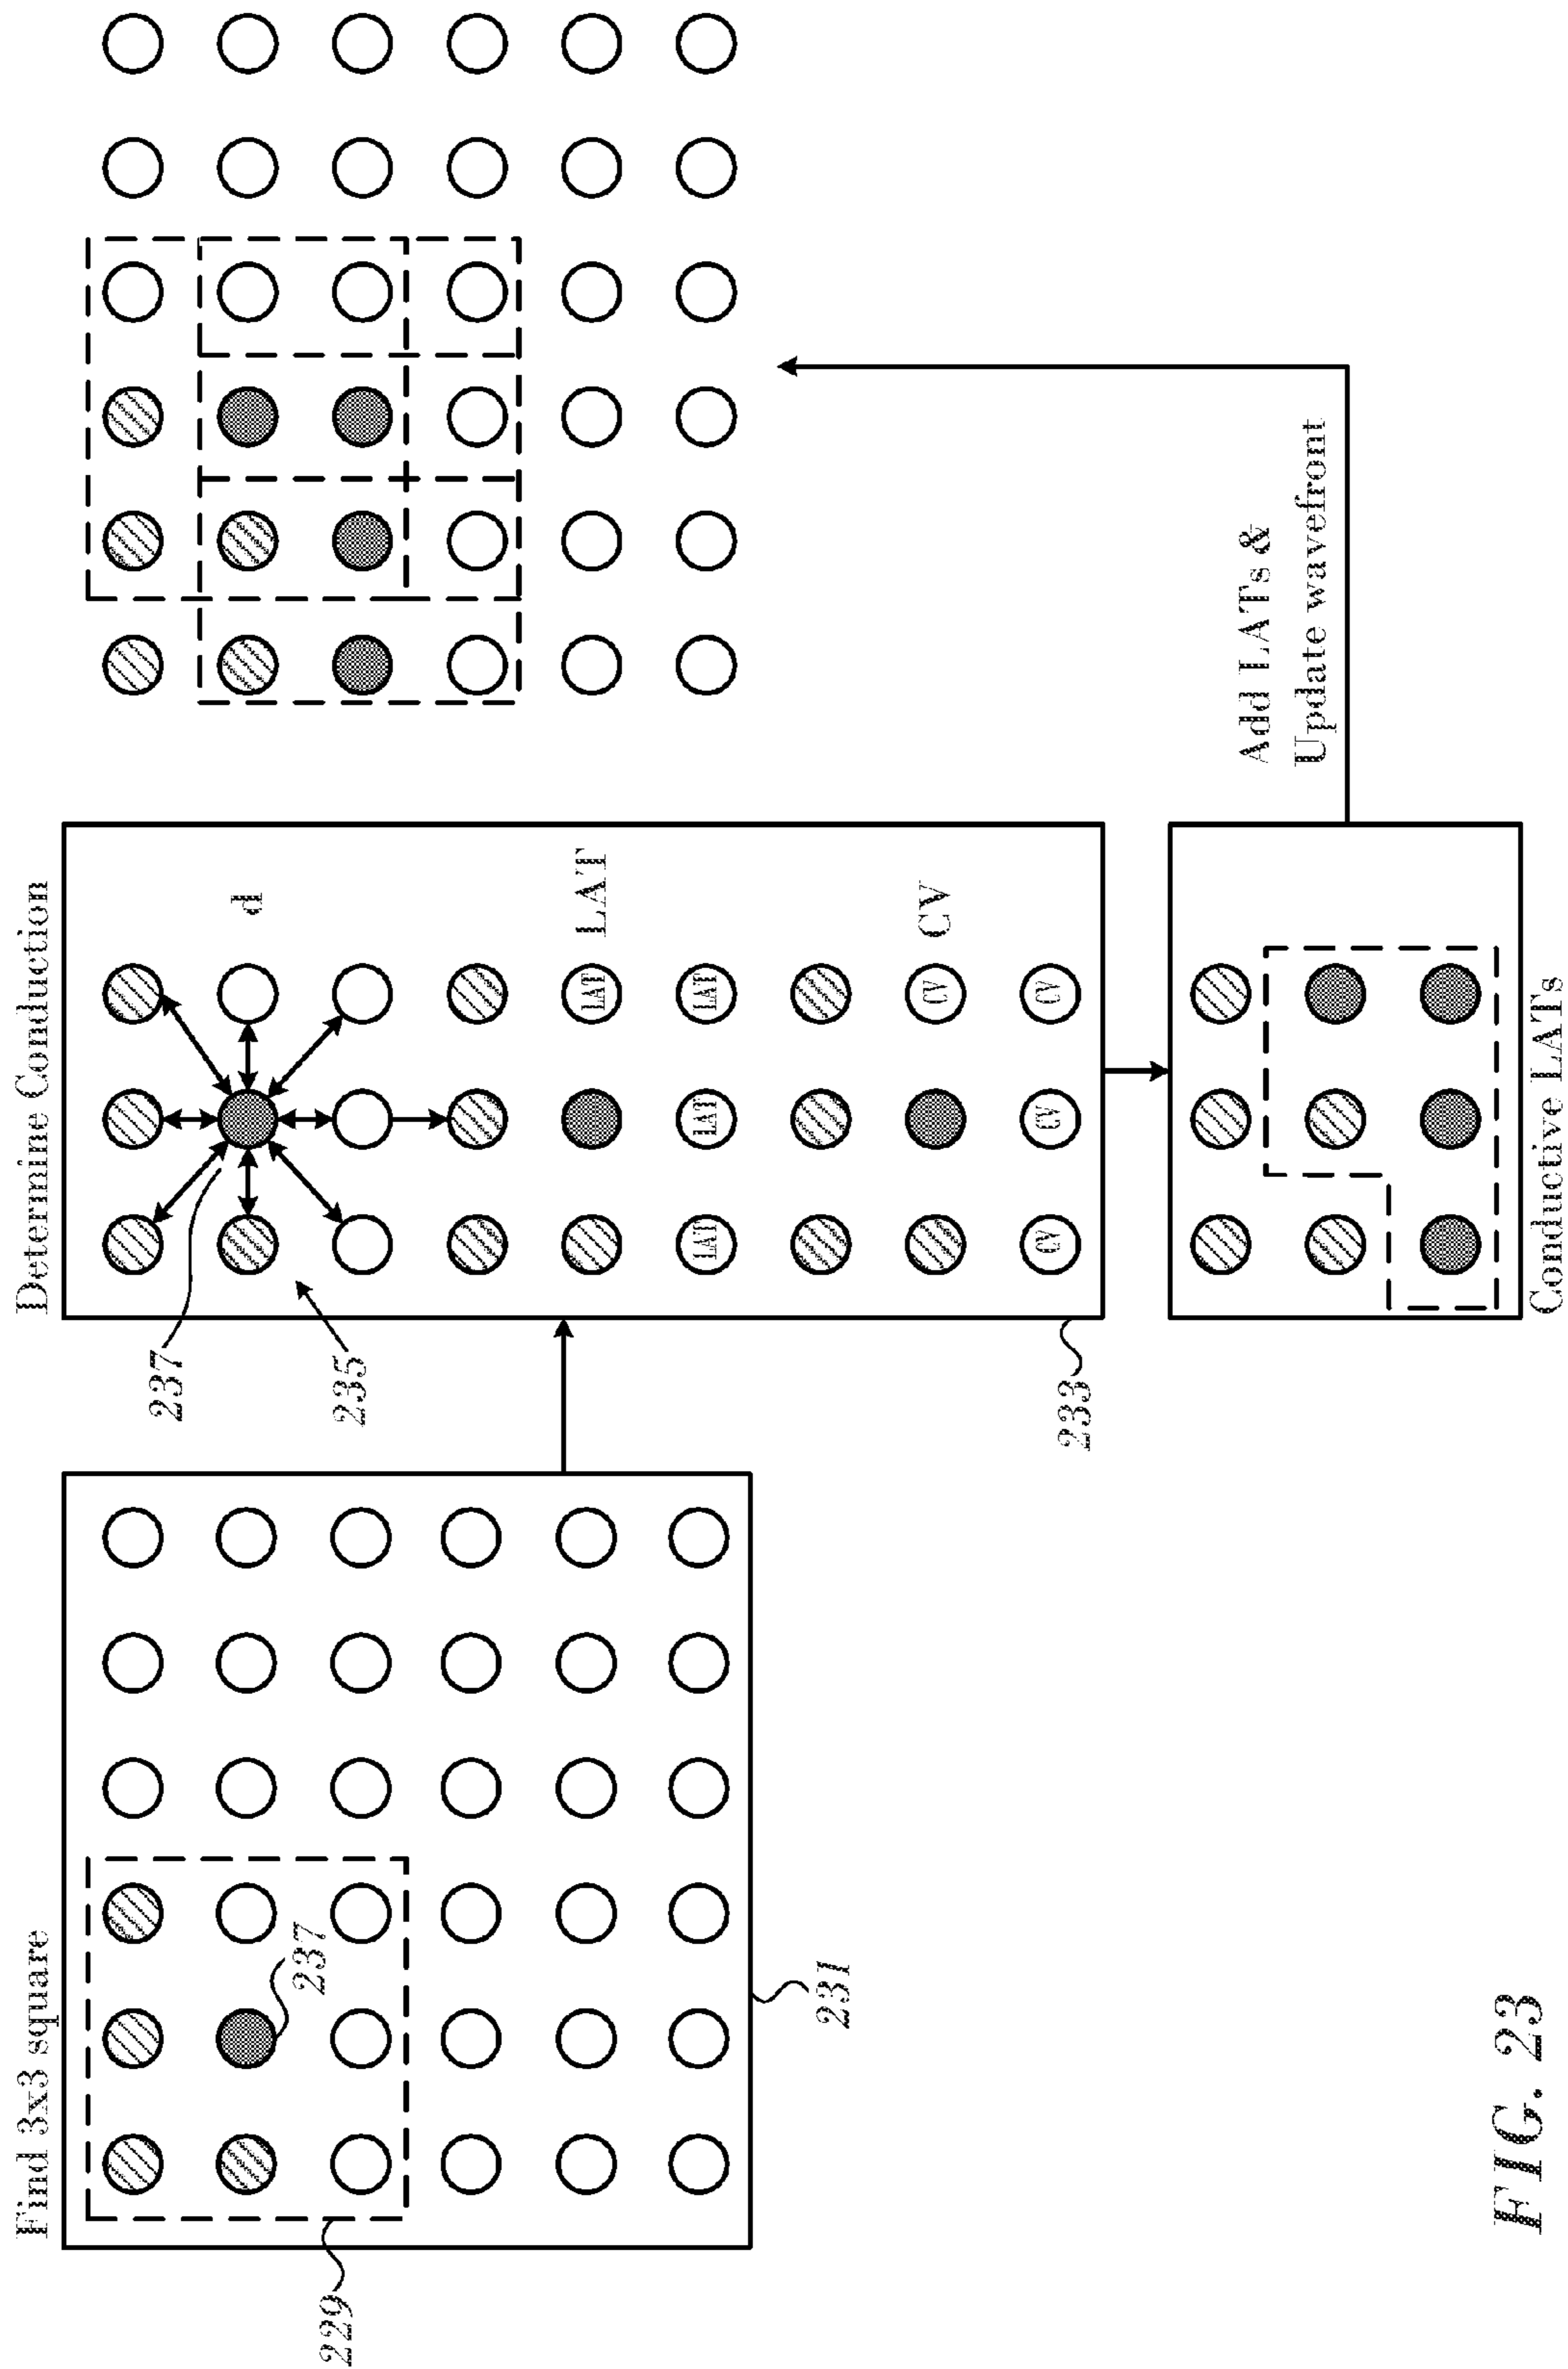 Find 3x3 square
229
237
231
Determine Conduction
237
235
233
d
LAT
LAT
LAT
LAT
LAT
LAT
CV
CV
CV
CV
CV
Conductive LATs
Add LATs &
Update wavefront
FIG. 23